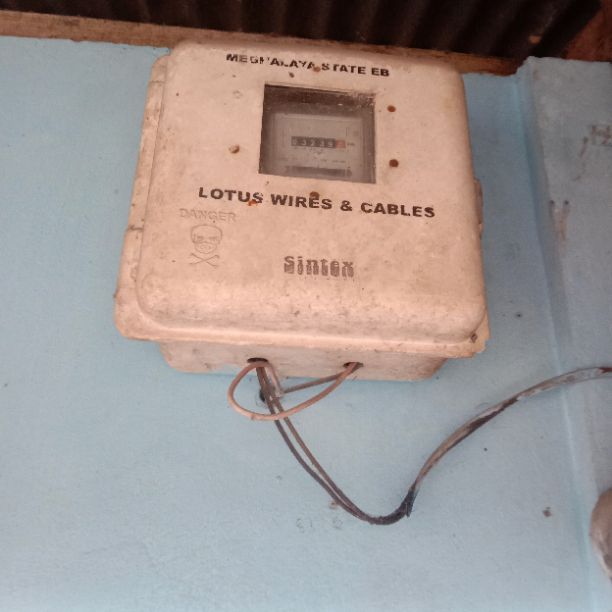 MEGHALAYA STATE EB
LOTUS WIRES & CABLES
DANGER
Sintex